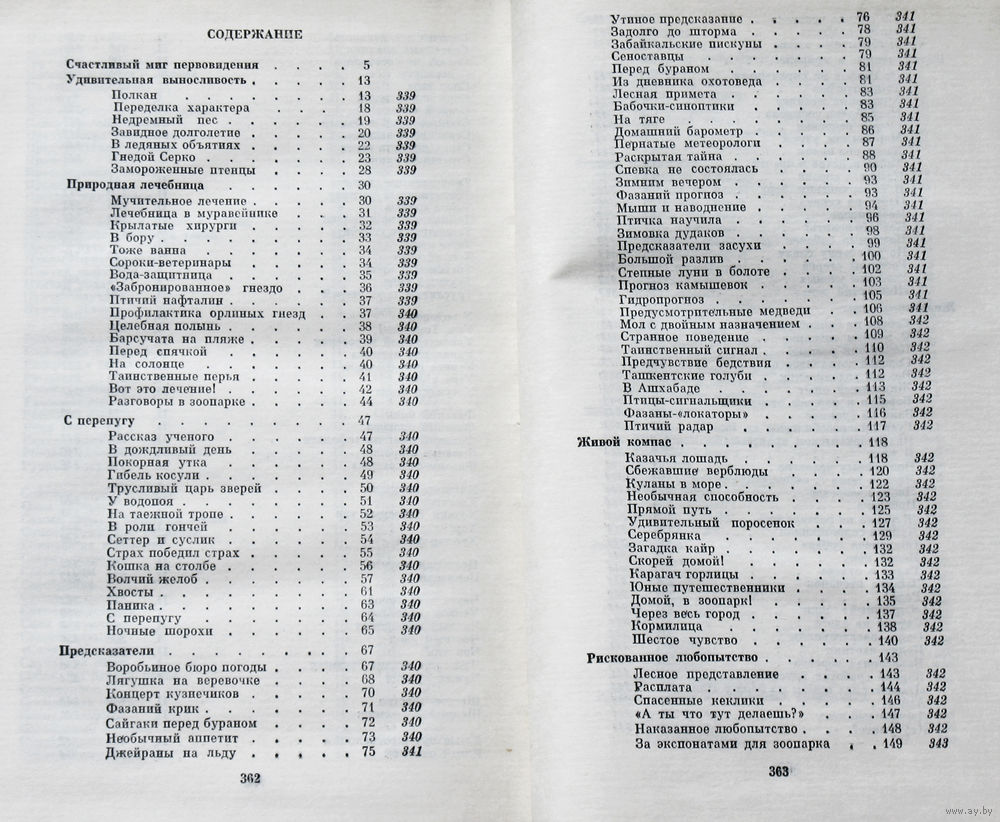 СОДЕРЖАНИЕ
Счастливый миг первовидения . . . . 5
Удивительная выносливость . . . . . 13
Полкан . . . . . . . 13 339
Переделка характера . . . . 18 339
Недремный пес . . . . . . 19 339
Завидное долголетие . . . . . 20 339
В ледяных объятиях . . . . . 22 339
Гнедой Серко . . . . . . 23 339
Замороженные птенцы . . . . 28 339
Природная лечебница . . . . . . 30
Мучительное лечение . . . . . 30 339
Лечебница в муравейнике . . . 31 339
Крылатые хирурги . . . . . 32 339
В бору . . . . . . . . 33 339
Тоже ванна . . . . . . 34 339
Сороки-ветеринары . . . . . 34 339
Вода-защитница . . . . . 35 339
«Забронированное» гнездо . . . 36 339
Птичий нафталин . . . . . 37 339
Профилактика орлиных гнезд . . 37 340
Целебная полынь . . . . . 38 340
Барсучата на пляже . . . . . 39 340
Перед спячкой . . . . . 40 340
На солонце . . . . . . 40 340
Таинственные перья . . . . . 41 340
Вот это лечение! . . . . . 42 340
Разговоры в зоопарке . . . . . 44 340
С перепугу . . . . . . . . 47
Рассказ ученого . . . . . . 47 340
В дождливый день . . . . . 48 340
Покорная утка . . . . . 48 340
Гибель косули . . . . . . 49 340
Трусливый царь зверей . . . . 50 340
У водопоя . . . . . . . 51 340
На таежной тропе . . . . . . 52 340
В роли гончей . . . . . 53 340
Сеттер и суслик . . . . . . 54 340
Страх победил страх . . . . . 55 340
Кошка на столбе . . . . . . 56 340
Волчий желоб . . . . . . . 57 340
Хвосты . . . . . . . . 61 340
Паника . . . . . . . . 63 340
С перепугу . . . . . . 64 340
Ночные шорохи . . . . . . 65 340
Предсказатели . . . . . . . . 67
Воробьиное бюро погоды . . . . 67 340
Лягушка на веревочке . . . . 68 340
Концерт кузнечиков . . . . . 70 340
Фазаний крик . . . . . . 71 340
Сайгаки перед бураном . . . . 72 340
Необычный аппетит . . . . . 73 340
Джейраны на льду . . . . . 75 341
362
Утиное предсказание . . . . . 76 341
Задолго до шторма . . . . . 78 341
Забайкальские пискуны . . . . 79 341
Сеноставцы . . . . . . 79 341
Перед бураном . . . . . . 81 341
Из дневника охотоведа . . . . 81 341
Лесная примета . . . . . . 83 341
Бабочки-синоптики . . . . . 83 341
На тяге . . . . . . . 85 341
Домашний барометр . . . . . 86 341
Пернатые метеорологи . . . . 87 341
Раскрытая тайна . . . . . . 88 341
Спевка не состоялась . . . . 90 341
Зимним вечером . . . . . . 93 341
Фазаний прогноз . . . . . . 93 341
Мыши и наводнение . . . . . 94 341
Птичка научила . . . . . . 96 341
Зимовка дудаков . . . . . . 98 341
Предсказатели засухи . . . . 99 341
Большой разлив . . . . . . 100 341
Степные луни в болоте . . . . 102 341
Прогноз камышевок . . . . . 103 341
Гидропрогноз . . . . . . . 105 341
Предусмотрительные медведи . . . 106 341
Мол с двойным назначением . . . 108 342
Странное поведение . . . . . 109 342
Таинственный сигнал . . . . . 110 342
Предчувствие бедствия . . . . 112 342
Ташкентские голуби . . . . . 112 342
В Ашхабаде . . . . . . 113 342
Птицы-сигнальщики . . . . . 115 342
Фазаны-«локаторы» . . . . . 116 342
Птичий радар . . . . . . 117 342
Живой компас . . . . . . . . 118
Казачья лошадь . . . . . . 118 342
Сбежавшие верблюды . . . . 120 342
Куланы в море . . . . . . . 122 342
Необычная способность . . . . 123 342
Прямой путь . . . . . . 125 342
Удивительный поросенок . . . 127 342
Серебрянка . . . . . . 129 342
Загадка кайр . . . . . . 132 342
Скорей домой! . . . . . . 132 342
Карагач горлицы . . . . . 133 342
Юные путешественники . . . . 134 342
Домой, в зоопарк! . . . . . 135 342
Через весь город . . . . . 137 342
Кормилица . . . . . . 138 342
Шестое чувство . . . . . . 140 342
Рискованное любопытство . . . . . 143
Лесное представление . . . . 143 342
Расплата . . . . . . . 144 342
Спасенные кеклики . . . . . 146 342
«А ты что тут делаешь?» . . . 147 342
Наказанное любопытство . . . . 148 342
За экспонатами для зоопарка . . 149 343
363
www.ay.by